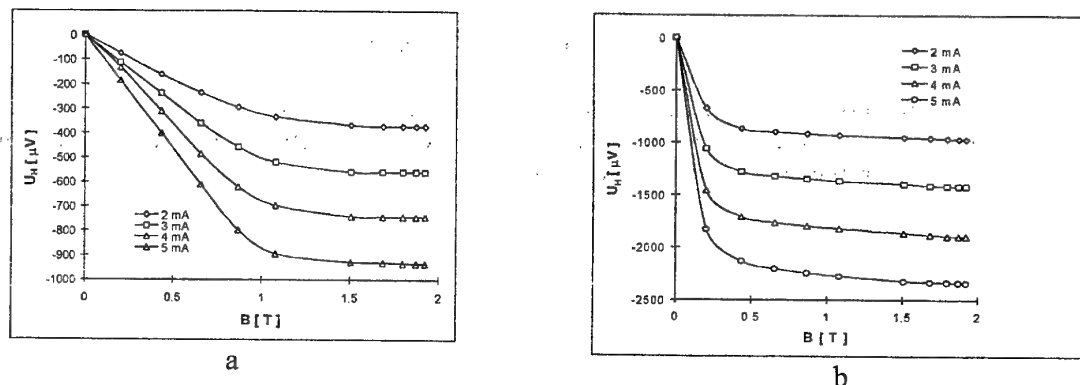 0
-100
-200
-300
-400
-500
-600
-700
-800
-900
-1000
U_H [ µV]
2 mA
3 mA
4 mA
5 mA
0 0.5 1 1.5 2
B [ T ]
a
0
-500
-1000
-1500
-2000
-2500
U_H [ µV]
2 mA
3 mA
4 mA
5 mA
0 0 5 1 1.5 2
B [ T ]
b